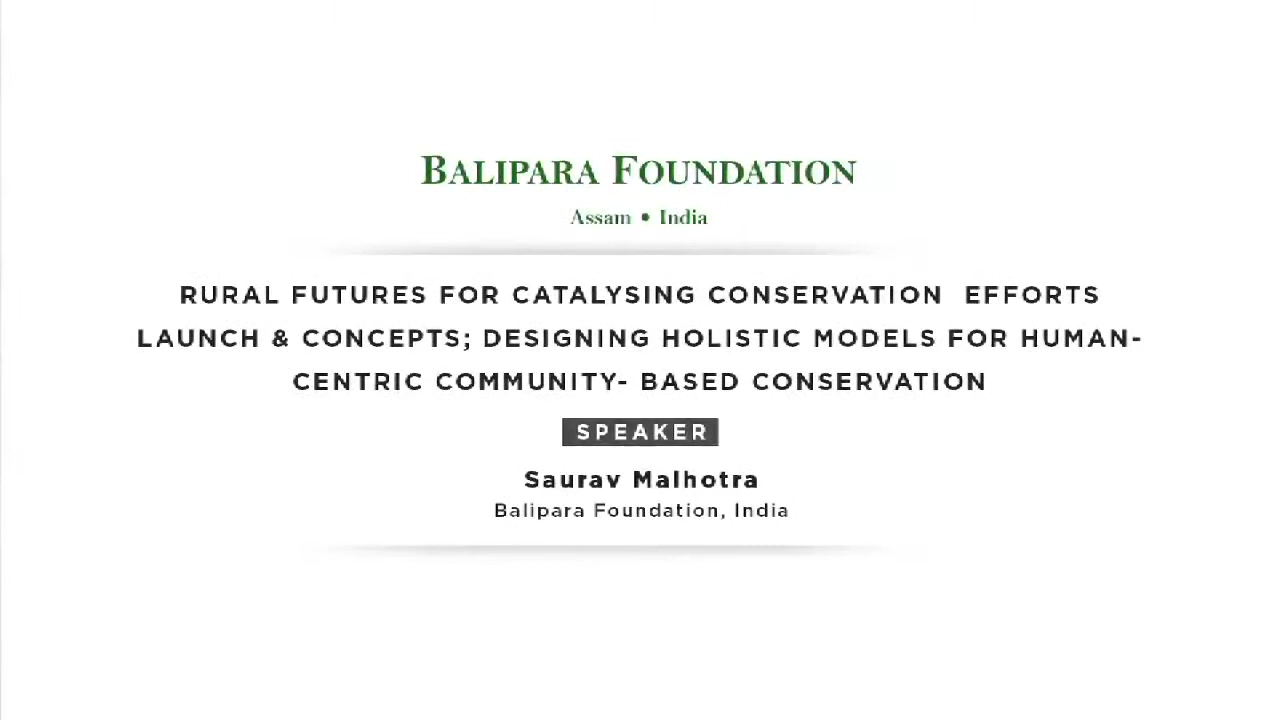 BALIPARA FOUNDATION
Assam • India
RURAL FUTURES FOR CATALYSING CONSERVATION EFFORTS
LAUNCH & CONCEPTS; DESIGNING HOLISTIC MODELS FOR HUMAN-
CENTRIC COMMUNITY- BASED CONSERVATION
SPEAKER
Saurav Malhotra
Balipara Foundation, India